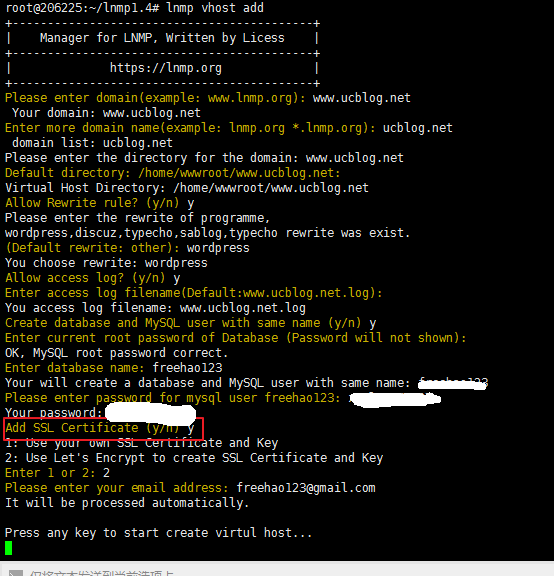 root@206225:~/lnmp1.4# lnmp vhost add
+-------------------------------------------+
|    Manager for LNMP, Written by Licess    |
+-------------------------------------------+
|              https://lnmp.org             |
+-------------------------------------------+
Please enter domain(example: www.lnmp.org): www.ucblog.net
 Your domain: www.ucblog.net
Enter more domain name(example: lnmp.org *.lnmp.org): ucblog.net
 domain list: ucblog.net
Please enter the directory for the domain: www.ucblog.net
Default directory: /home/wwwroot/www.ucblog.net:
Virtual Host Directory: /home/wwwroot/www.ucblog.net
Allow Rewrite rule? (y/n) y
Please enter the rewrite of programme,
wordpress,discuz,typecho,sablog,typecho rewrite was exist.
(Default rewrite: other): wordpress
You choose rewrite: wordpress
Allow access log? (y/n) y
Enter access log filename(Default:www.ucblog.net.log):
You access log filename: www.ucblog.net.log
Create database and MySQL user with same name (y/n) y
Enter current root password of Database (Password will not shown):
OK, MySQL root password correct.
Enter database name: freehao123
Your will create a database and MySQL user with same name:
Please enter password for mysql user freehao123:
Your password:
Add SSL Certificate (y/n) y
1: Use your own SSL Certificate and Key
2: Use Let's Encrypt to create SSL Certificate and Key
Enter 1 or 2: 2
Please enter your email address: freehao123@gmail.com
It will be processed automatically.
Press any key to start create virtul host...